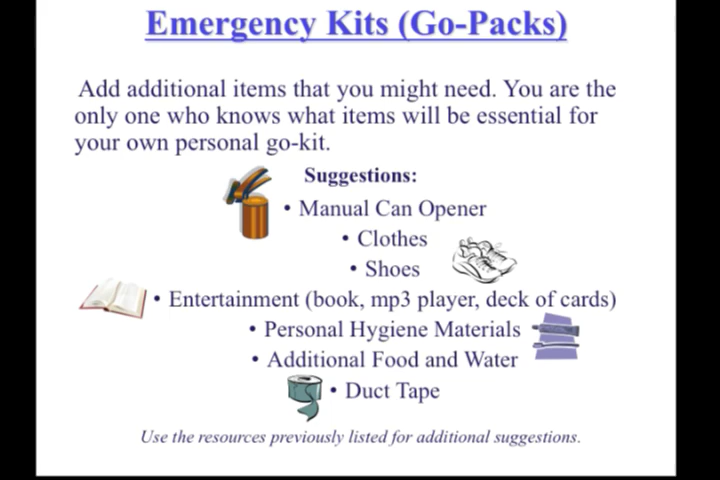 Emergency Kits (Go-Packs)
Add additional items that you might need. You are the
only one who knows what items will be essential for
your own personal go-kit.
Suggestions:
• Manual Can Opener
• Clothes
• Shoes
• Entertainment (book, mp3 player, deck of cards)
• Personal Hygiene Materials
• Additional Food and Water
• Duct Tape
Use the resources previously listed for additional suggestions.